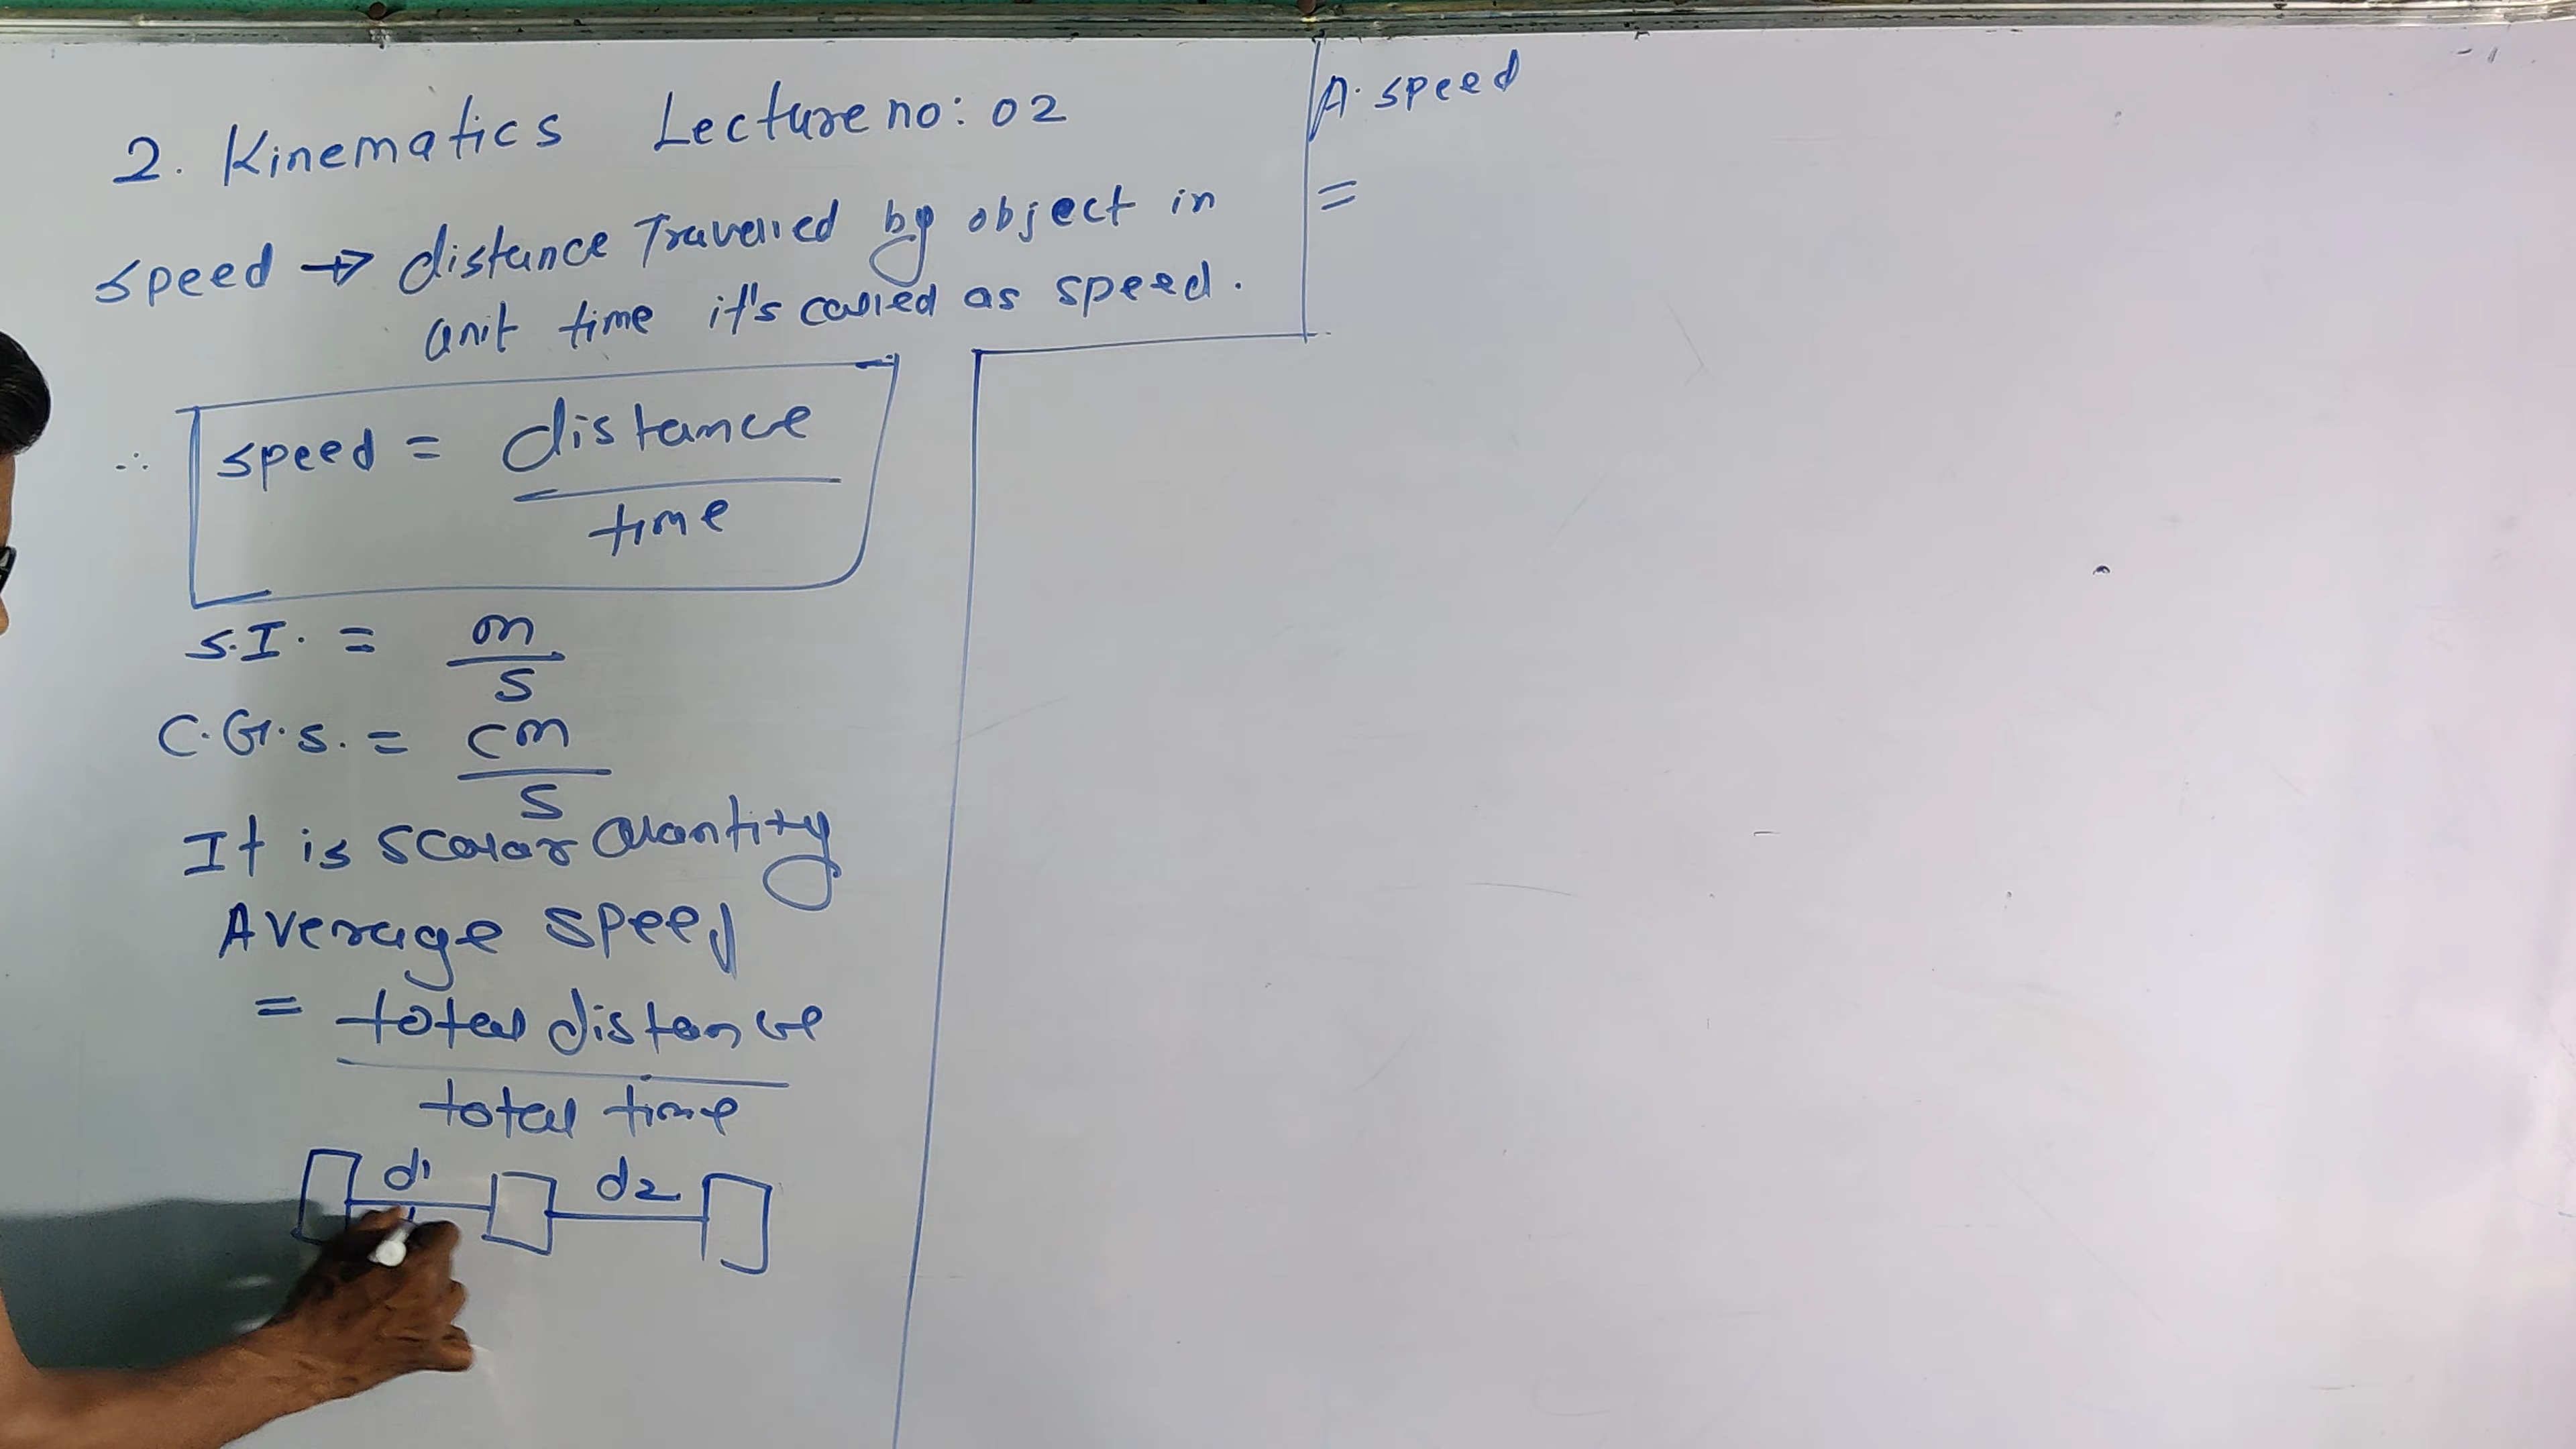 2. Kinematics Lecture no: 02
speed → distance Travelled by object in
unit time it's called as speed.
∴ speed = distance
time
S.I. = m
s
C.G.S. = cm
s
It is scalar Quantity
Average speed
= total distance
total time
d1 d2
A. speed
=